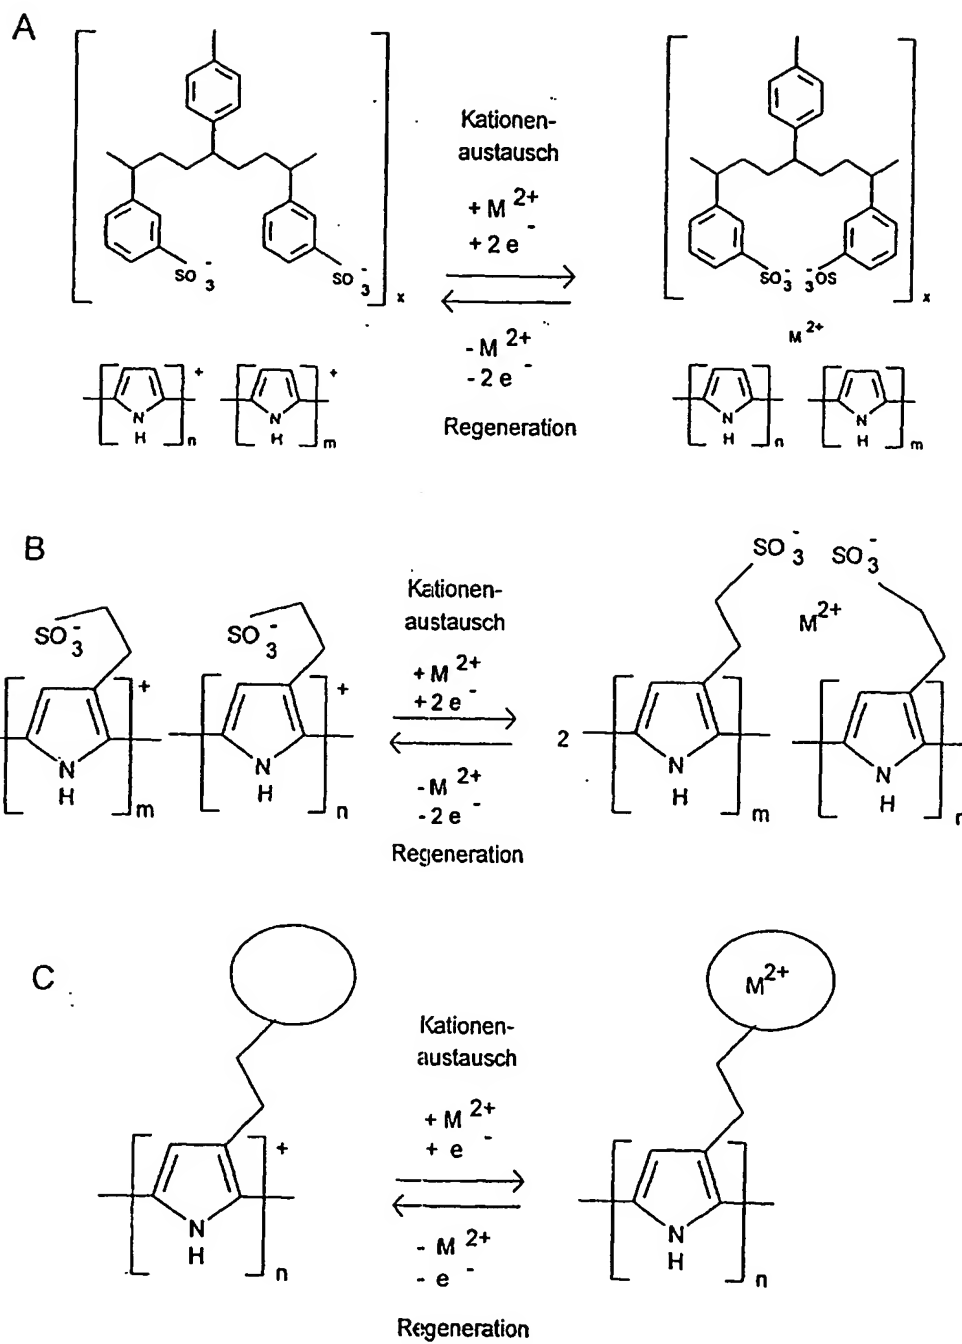 A
Kationen-
austausch
+ M 2+
+ 2 e -
- M 2+
- 2 e -
Regeneration
SO 3 -
SO 3 -
x
SO 3 - 3 OS -
x
M 2+
+ +
N N
H H
n m
N N
H H
n m
B
Kationen-
austausch
+ M 2+
+ 2 e -
- M 2+
- 2 e -
Regeneration
SO 3 -
SO 3 -
+ +
N N
H H
m n
SO 3 - SO 3 -
M 2+
2
N N
H H
m
C
Kationen-
austausch
+ M 2+
+ e -
- M 2+
- e -
Regeneration
+
N
H
n
M 2+
N
H
n